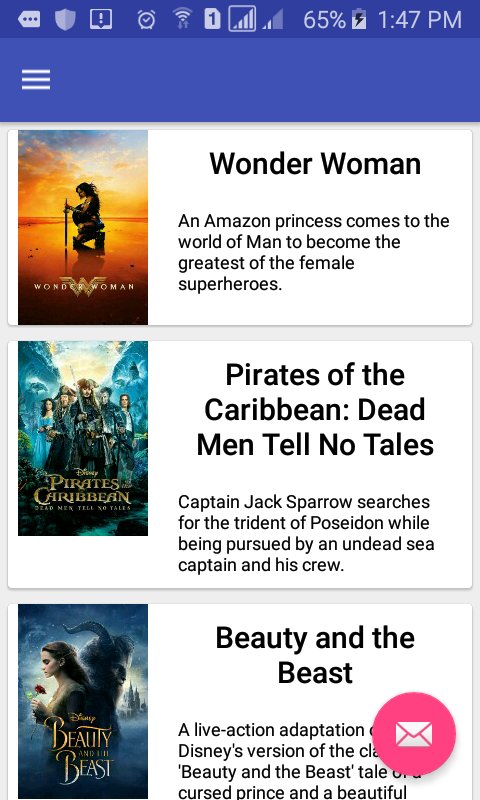 1
65%
1:47 PM
WONDER WOMAN
Wonder Woman
An Amazon princess comes to the
world of Man to become the
greatest of the female
superheroes.
Disney
PIRATES OF THE
CARIBBEAN
DEAD MEN TELL NO TALES
Pirates of the
Caribbean: Dead
Men Tell No Tales
Captain Jack Sparrow searches
for the trident of Poseidon while
being pursued by an undead sea
captain and his crew.
Disney
BEAUTY
AND THE
BEAST
Beauty and the
Beast
A live-action adaptation
Disney's version of the cla
'Beauty and the Beast' tale of a
cursed prince and a beautiful